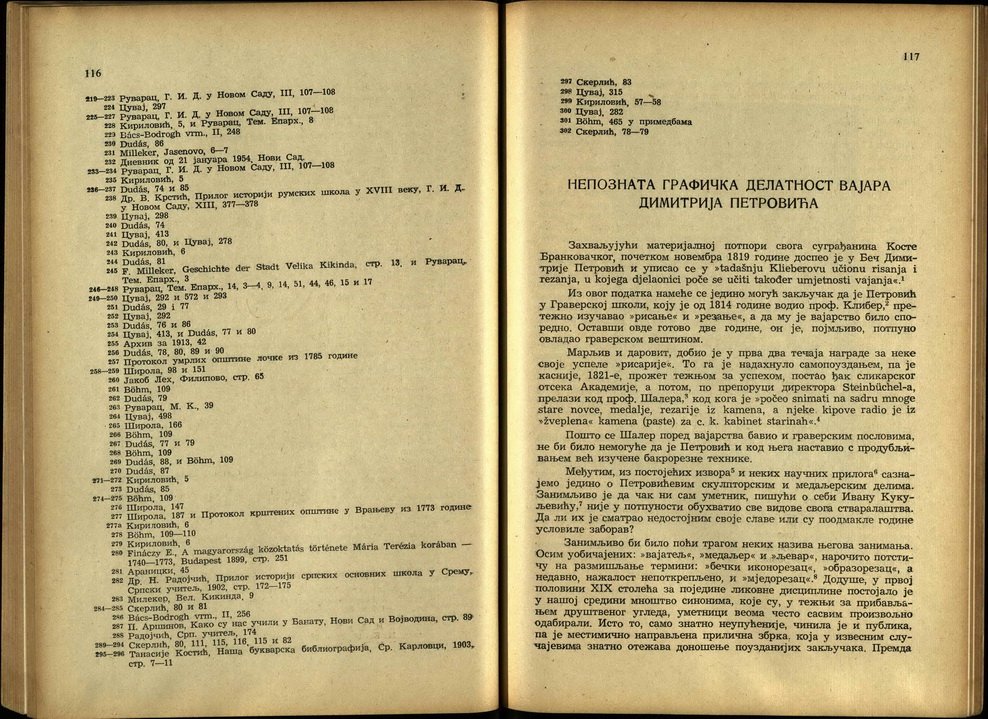 116
219—223 Руварац, Г. И. Д. у Новом Саду, III, 107—108
224 Цувај, 297
225—227 Руварац, Г. И. Д. у Новом Саду, III, 107—108
228 Кириловић, 5, и Руварац, Тем. Епарх., 8
229 Bács-Bodrogh vrm., II, 248
230 Dudás, 86
231 Milleker, Jasenovo, 6—7
232 Дневник од 21 јануара 1954, Нови Сад.
233—234 Руварац, Г. И. Д. у Новом Саду, III, 107—108
235 Кириловић, 5
236—237 Dudás, 74 и 85
238 Др. В. Крстић, Прилог историји румских школа у XVIII веку, Г. И. Д.
у Новом Саду, XIII, 377—378
239 Цувај, 298
240 Dudás, 74
241 Цувај, 413
242 Dudás, 80, и Цувај, 278
243 Кириловић, 6
244 Dudás, 81
245 F. Milleker, Geschichte der Stadt Velika Kikinda, стр. 13, и Руварац,
Тем. Епарх., 3
246—248 Руварац, Тем. Епарх., 14, 3—4, 9, 14, 51, 44, 46, 15 и 17
249—250 Цувај, 292 и 572 и 293
251 Dudás, 29 i 77
252 Цувај, 292
253 Dudás, 76 и 86
254 Цувај, 413, и Dudás, 77 и 80
255 Архив за 1913, 42
256 Dudás, 78, 80, 89 и 90
257 Протокол умрлих општине лочке из 1785 године
258—259 Широла, 98 и 151
260 Јакоб Лех, Филипово, стр. 65
261 Böhm, 109
262 Dudás, 79
263 Руварац, М. К., 39
264 Цувај, 498
265 Широла, 166
266 Böhm, 109
267 Dudás, 77 и 79
268 Böhm, 109
269 Dudás, 88, и Böhm, 109
270 Dudás, 87
271—272 Кириловић, 5
273 Dudás, 85
274—275 Böhm, 109
276 Широла, 147
277 Широла, 187 и Протокол крштених општине у Врањеву из 1773 године
277a Кириловић, 6
278 Böhm, 109—110
279 Кириловић, 6
280 Fináczy E., A magyarország közoktatás története Mária Terézia korában —
1740—1773, Budapest 1899, стр. 251
281 Араницки, 45
282 Др. Н. Радојчић, Прилог историји српских основних школа у Срему,
Српски учитељ, 1902, стр. 172—175
283 Милекер, Вел. Кикинда, 9
284—285 Скерлић, 80 и 81
286 Bács-Bodrogh vrm., II, 256
287 П. Аршинов, Како су нас учили у Банату, Нови Сад и Војводина, стр. 89
288 Радојчић, Срп. учитељ, 174
289—294 Скерлић, 80, 111, 115, 116, 115 и 82
295—296 Танасије Костић, Наша букварска библиографија, Ср. Карловци, 1903,
стр. 7—11
117
297 Скерлић, 83
298 Цувај, 315
299 Кириловић, 57—58
300 Цувај, 282
301 Böhm, 465 у примедбама
302 Скерлић, 78—79
НЕПОЗНАТА ГРАФИЧКА ДЕЛАТНОСТ ВАЈАРА
ДИМИТРИЈА ПЕТРОВИЋА
Захваљујући материјалној потпори свога суграђанина Косте
Бранковачког, почетком новембра 1819 године доспео је у Беч Дими-
трије Петровић и уписао се у »tadašnju Klieberovu učionu risanja i
rezanja, u kojega djelaonici poče se učiti također umjetnosti vajanja«.¹
Из овог податка намеће се једино могућ закључак да је Петровић
у Граверској школи, коју је од 1814 године водио проф. Клибер,² пре-
тежно изучавао »рисање« и »резање«, а да му је вајарство било спо-
редно. Оставши овде готово две године, он је, појмљиво, потпуно
овладао граверском вештином.
Марљив и даровит, добио је у прва два течаја награде за неке
своје успеле »рисарије«. То га је надахнуло самопоуздањем, па је
касније, 1821-е, прожет тежњом за успехом, постао ђак сликарског
отсека Академије, а потом, по препоруци директора Steinbüchel-а,
прелази код проф. Шалера,³ код кога је »počeo snimati na sadru mnoge
stare novce, medalje, rezarije iz kamena, a njeke kipove radio je iz
»žveplena« kamena (paste) za c. k. kabinet starinah«.⁴
Пошто се Шалер поред вајарства бавио и граверским пословима,
не би било немогуће да је Петровић и код њега наставио с продубљи-
вањем већ изучене бакрорезне технике.
Међутим, из постојећих извора⁵ и неких научних прилога⁶ сазна-
јемо једино о Петровићевим скулпторским и медаљерским делима.
Занимљиво је да чак ни сам уметник, пишући о себи Ивану Куку-
љевићу,⁷ није у потпуности обухватио све видове свога стваралаштва.
Да ли их је сматрао недостојним своје славе или су поодмакле године
условиле заборав?
Занимљиво би било поћи трагом неких назива његова занимања.
Осим уобичајених: »вајатељ«, »медаљер« и »љевар«, нарочито потсти-
чу на размишљање термини: »бечки иконорезац«, »образорезац«, а
недавно, нажалост непоткрепљено, и »мједорезац«.⁸ Додуше, у првој
половини XIX столећа за поједине ликовне дисциплине постојало је
у нашој средини мноштво синонима, које су, у тежњи за прибавља-
њем друштвеног угледа, уметници веома често сасвим произвољно
одабирали. Исто то, само знатно неупућеније, чинила је и публика,
па је местимично направљена прилична збрка, која у извесним слу-
чајевима знатно отежава доношење поузданијих закључака. Премда